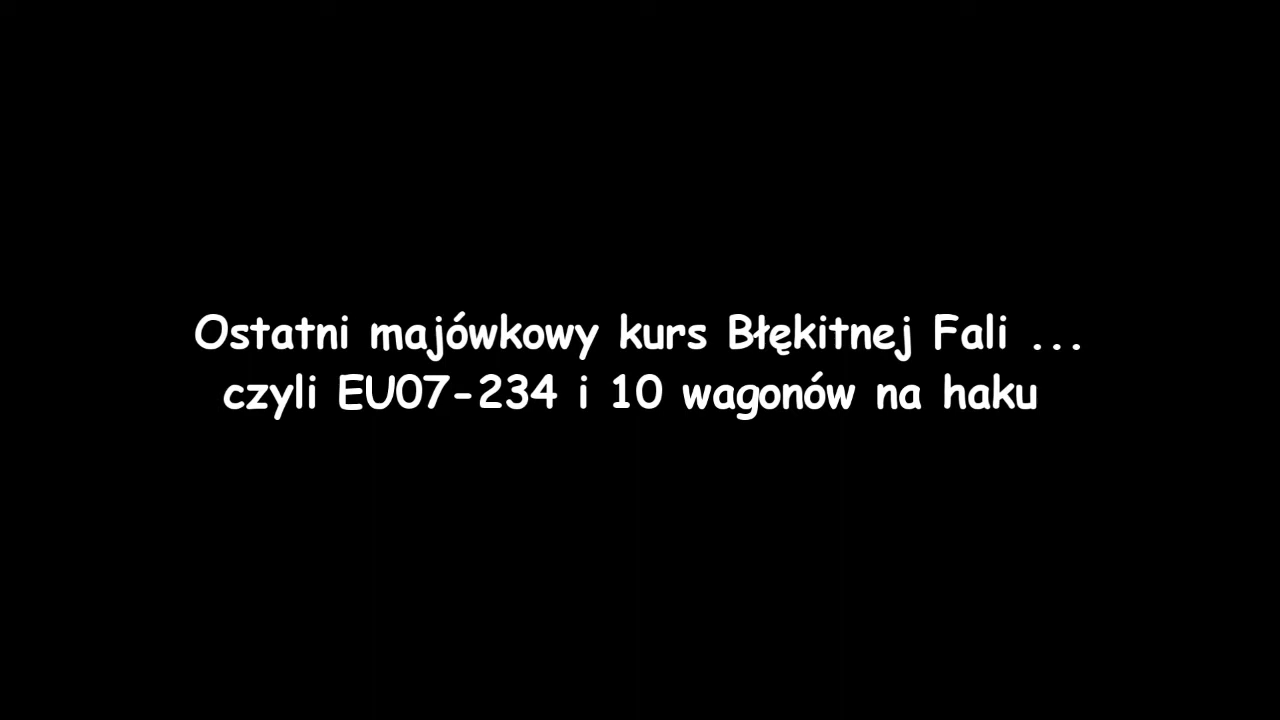 Ostatni majówkowy kurs Błękitnej Fali ...
czyli EU07-234 i 10 wagonów na haku